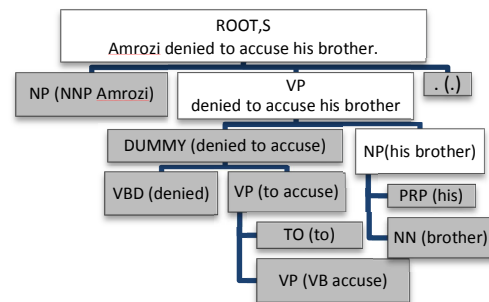 ROOT,S
Amrozi denied to accuse his brother.
NP (NNP Amrozi)
VP
denied to accuse his brother
. (.)
DUMMY (denied to accuse)
NP(his brother)
VBD (denied)
VP (to accuse)
PRP (his)
TO (to)
NN (brother)
VP (VB accuse)